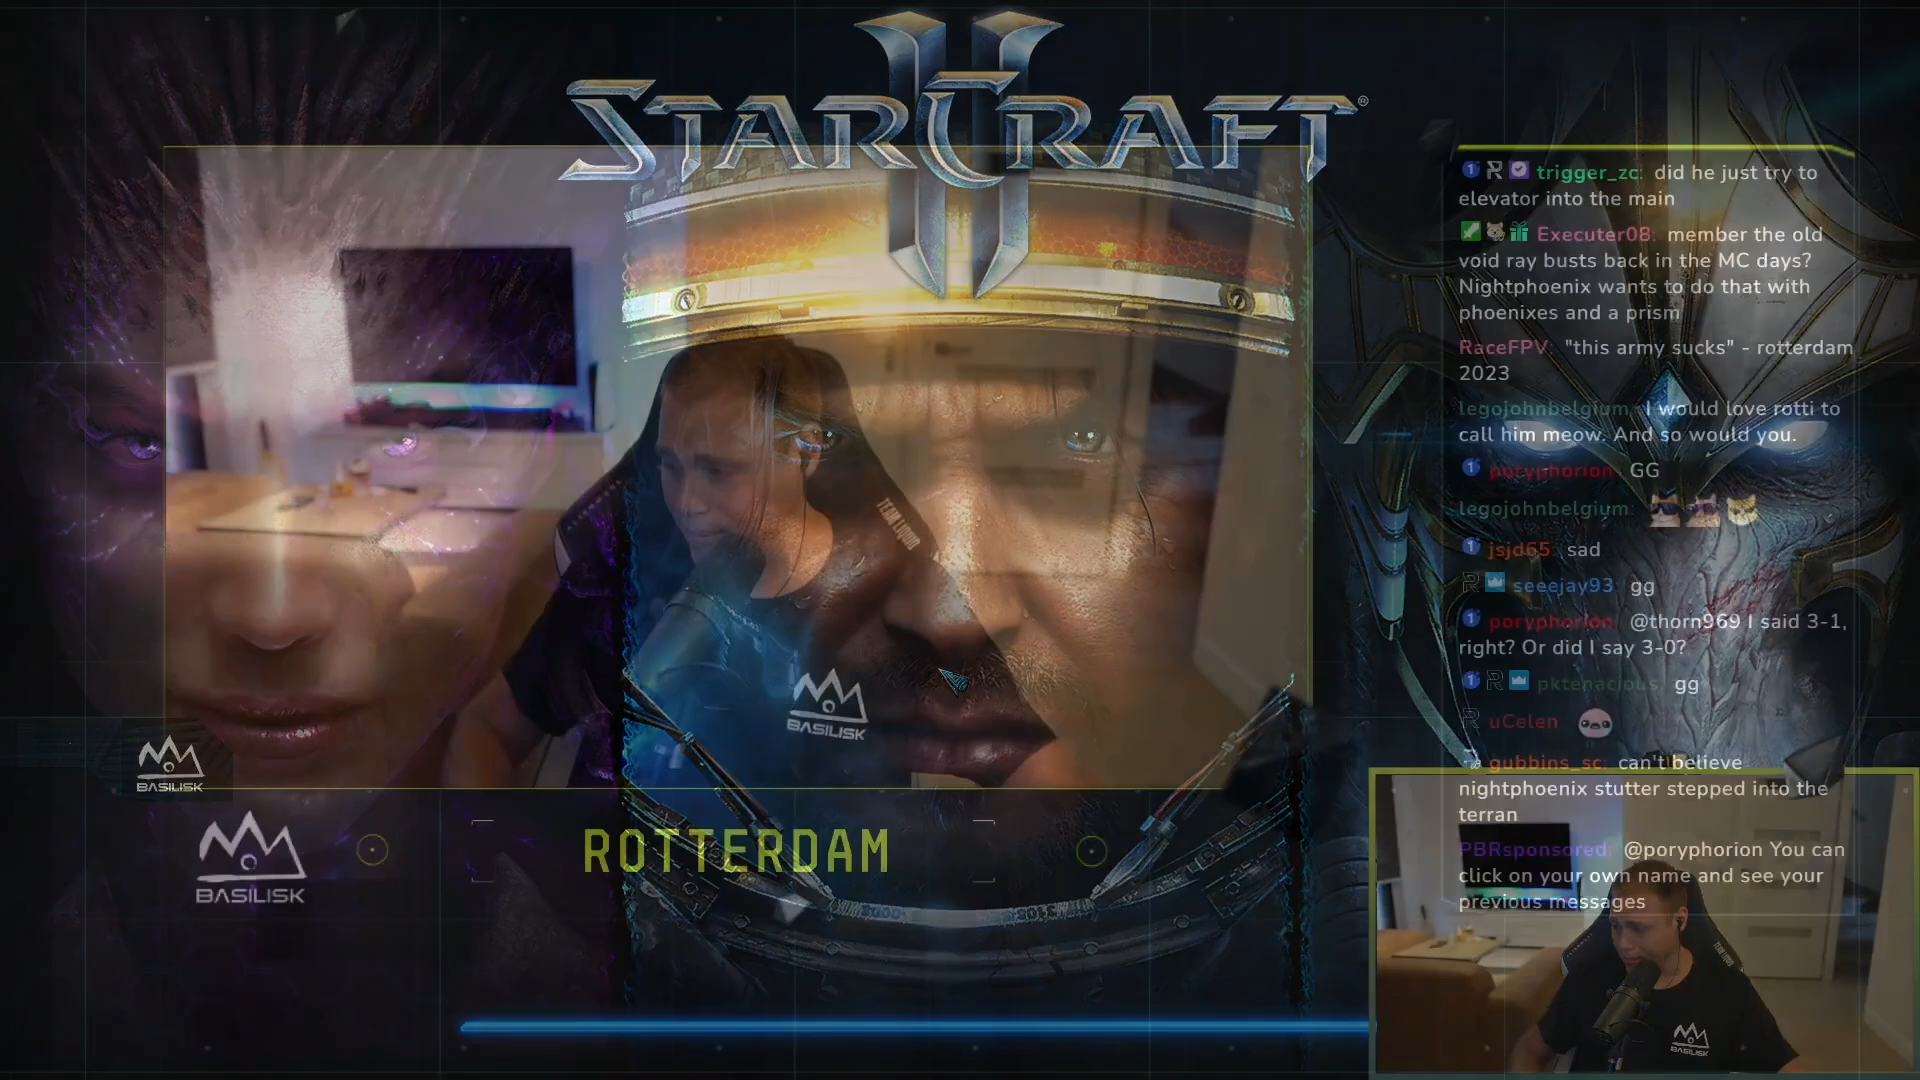 STARCRAFT®
II
trigger_zc: did he just try to
elevator into the main
Executer08: member the old
void ray busts back in the MC days?
Nightphoenix wants to do that with
phoenixes and a prism
RaceFPV: "this army sucks" - rotterdam
2023
legojohnbelgium: I would love rotti to
call him meow. And so would you.
poryphorion: GG
legojohnbelgium:
jsjd65: sad
seeejay93: gg
poryphorion: @thorn969 I said 3-1,
right? Or did I say 3-0?
pktenacious: gg
uCelen:
gubbins_sc: can't believe
nightphoenix stutter stepped into the
terran
PBRsponsored: @poryphorion You can
click on your own name and see your
previous messages
TEAM LIQUID
BASILISK
BASILISK
BASILISK
ROTTERDAM
TEAM LIQUID
BASILISK